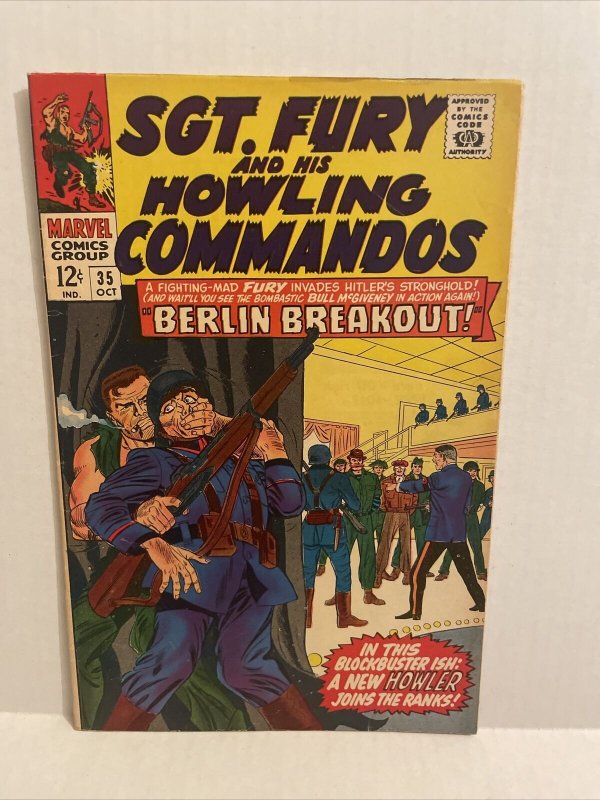 SGT. FURY
AND HIS
HOWLING
COMMANDOS
APPROVED
BY THE
COMICS
CODE
CA
AUTHORITY
MARVEL
COMICS
GROUP
12¢
IND.
35
OCT
A FIGHTING-MAD FURY INVADES HITLER'S STRONGHOLD!
(AND WAIT'LL YOU SEE THE BOMBASTIC BULL McGIVENEY IN ACTION AGAIN!)
"BERLIN BREAKOUT!"
IN THIS
BLOCKBUSTER ISH:
A NEW HOWLER
JOINS THE RANKS!